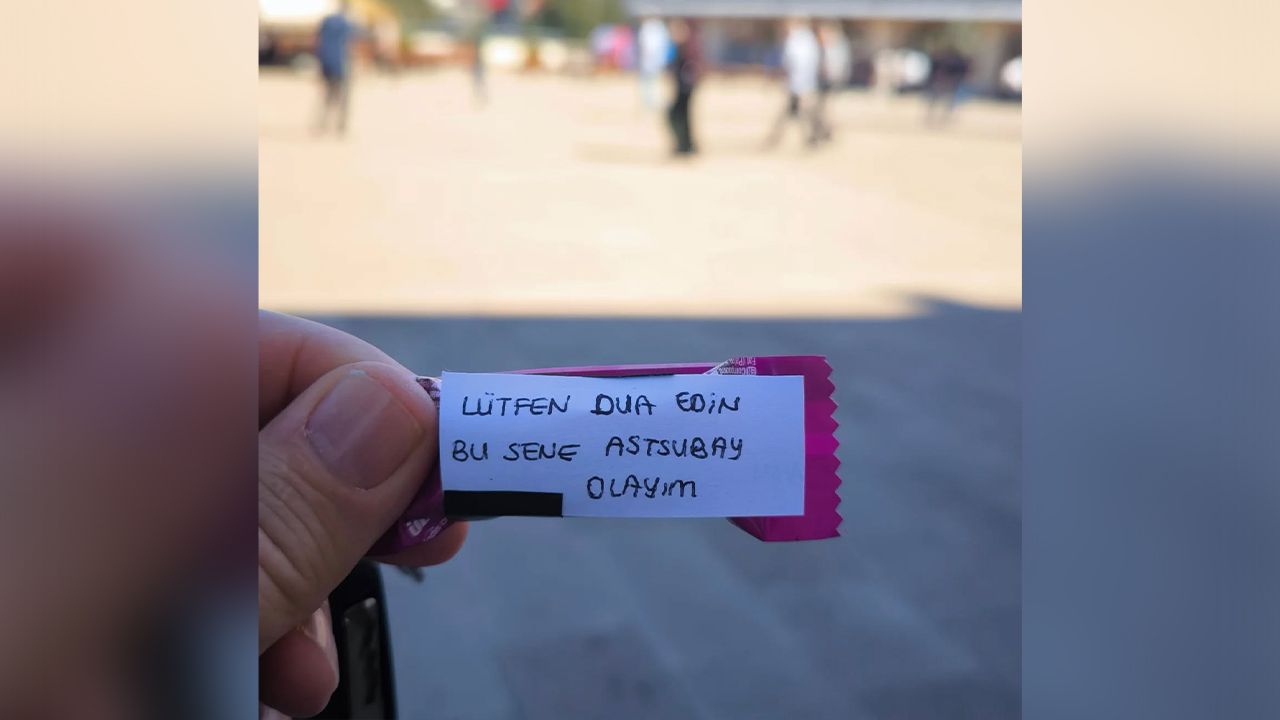 LÜTFEN DUA EDİN
BU SENE ASTSUBAY
OLAYIM